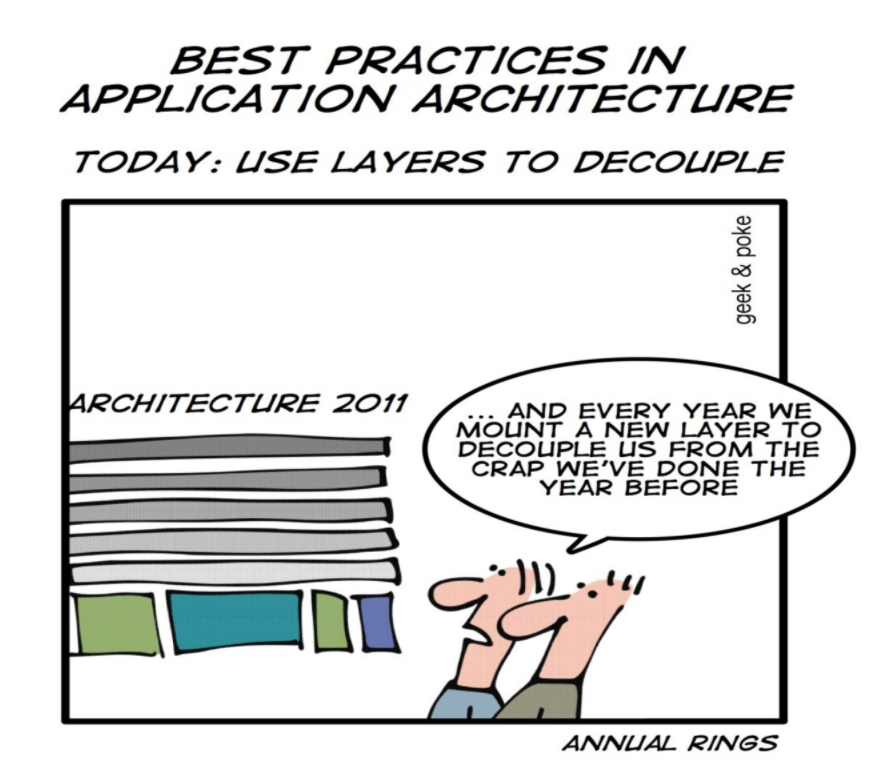 BEST PRACTICES IN
APPLICATION ARCHITECTURE
TODAY: USE LAYERS TO DECOUPLE
geek & poke
ARCHITECTURE 2011
... AND EVERY YEAR WE
MOUNT A NEW LAYER TO
DECOUPLE US FROM THE
CRAP WE'VE DONE THE
YEAR BEFORE
ANNUAL RINGS